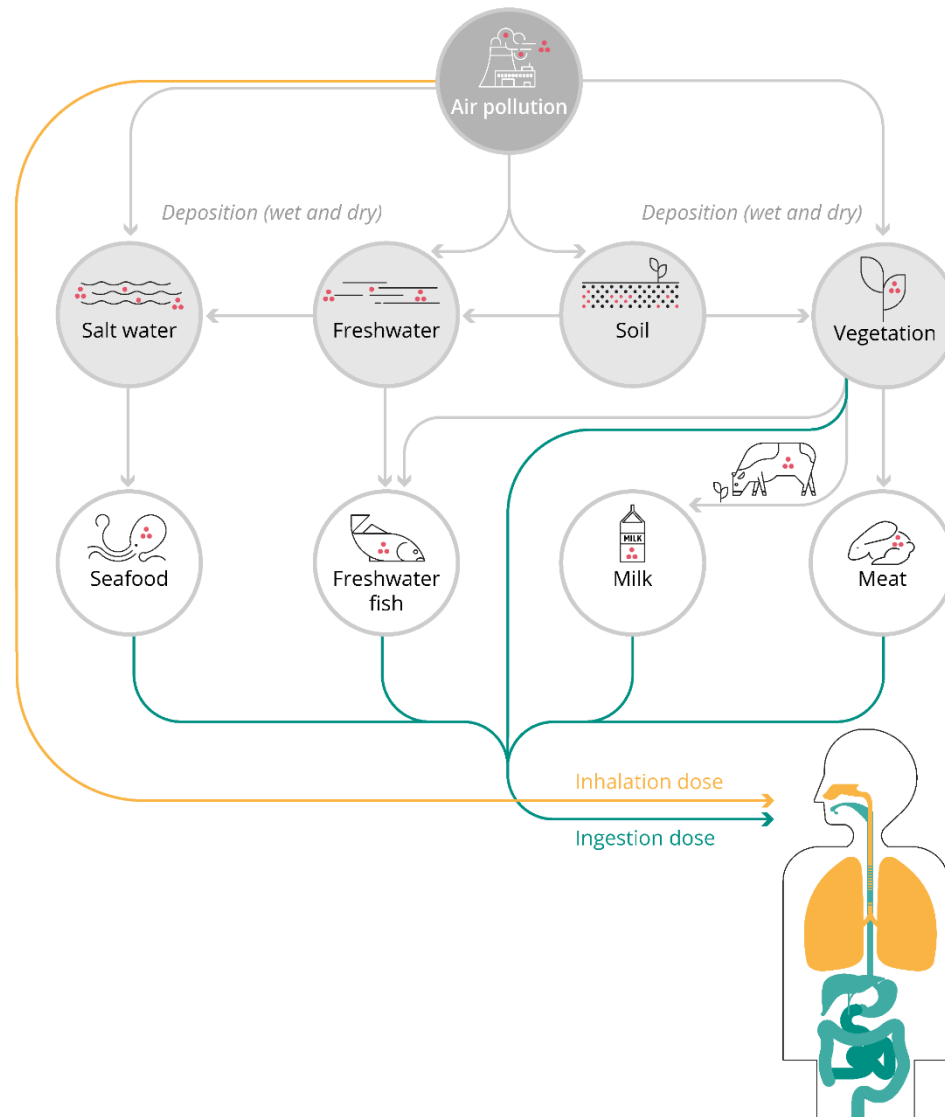 Air pollution
Deposition (wet and dry)
Deposition (wet and dry)
Salt water
Freshwater
Soil
Vegetation
Seafood
Freshwater
fish
MILK
Milk
Meat
Inhalation dose
Ingestion dose